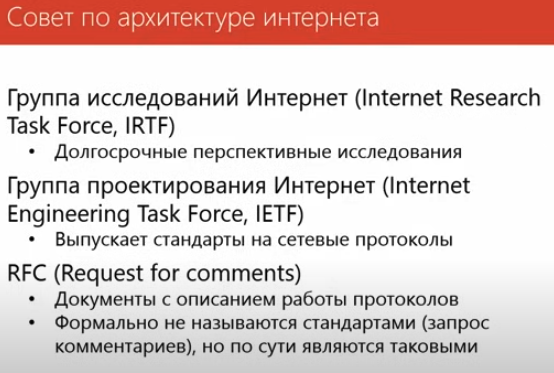 Совет по архитектуре интернета
Группа исследований Интернет (Internet Research
Task Force, IRTF)
• Долгосрочные перспективные исследования
Группа проектирования Интернет (Internet
Engineering Task Force, IETF)
• Выпускает стандарты на сетевые протоколы
RFC (Request for comments)
• Документы с описанием работы протоколов
• Формально не называются стандартами (запрос
комментариев), но по сути являются таковыми